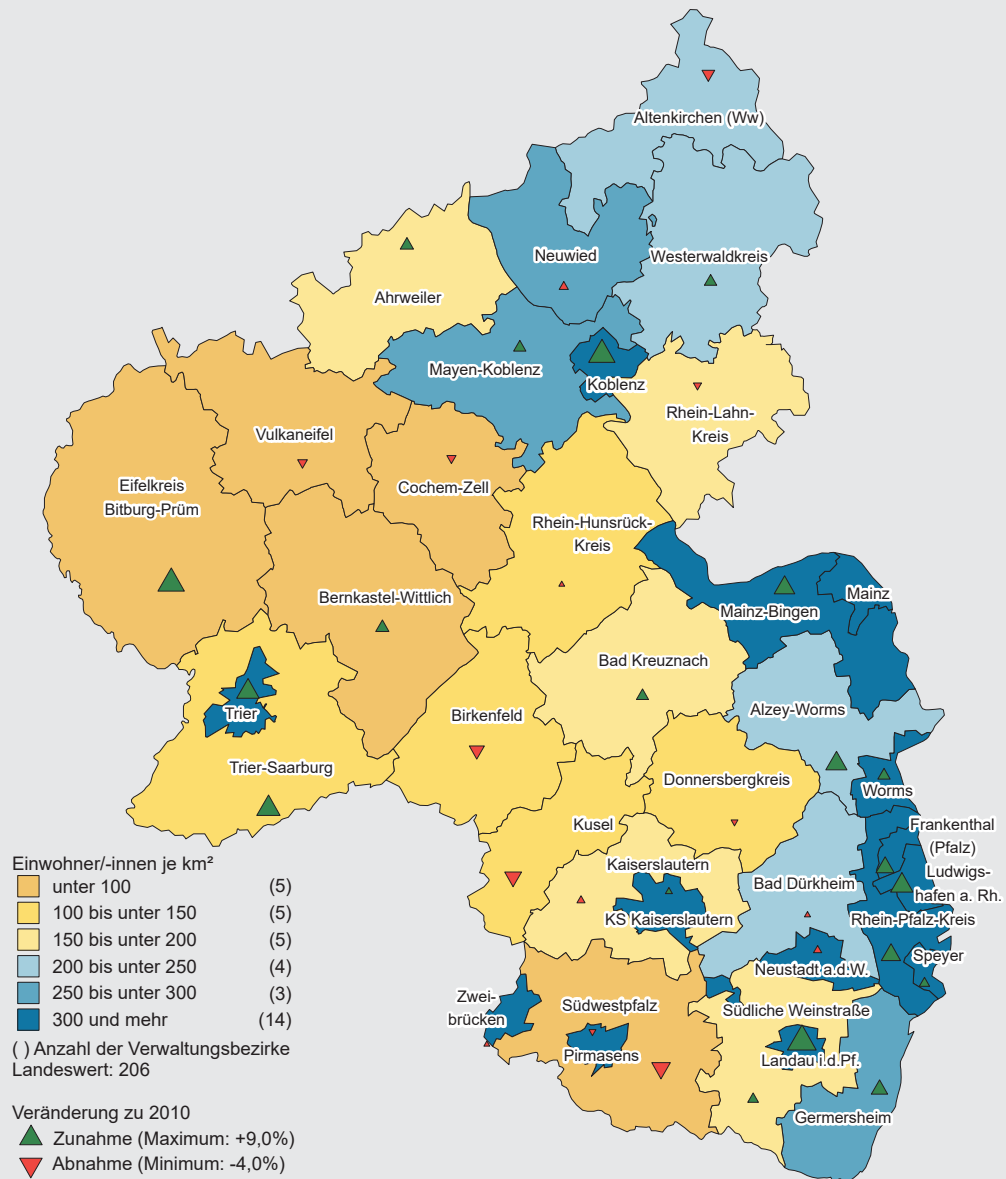 Altenkirchen (Ww)
Neuwied
Westerwaldkreis
Ahrweiler
Mayen-Koblenz
Koblenz
Rhein-Lahn-
Kreis
Vulkaneifel
Cochem-Zell
Eifelkreis
Bitburg-Prüm
Rhein-Hunsrück-
Kreis
Bernkastel-Wittlich
Mainz
Mainz-Bingen
Bad Kreuznach
Trier
Birkenfeld
Alzey-Worms
Trier-Saarburg
Donnersbergkreis
Worms
Kusel
Frankenthal
(Pfalz)
Kaiserslautern
Bad Dürkheim
Ludwigs-
hafen a. Rh.
KS Kaiserslautern
Rhein-Pfalz-Kreis
Neustadt a.d.W.
Speyer
Zwei-
brücken
Südwestpfalz
Südliche Weinstraße
Pirmasens
Landau i.d.Pf.
Germersheim
Einwohner/-innen je km²
unter 100 (5)
100 bis unter 150 (5)
150 bis unter 200 (5)
200 bis unter 250 (4)
250 bis unter 300 (3)
300 und mehr (14)
( ) Anzahl der Verwaltungsbezirke
Landeswert: 206
Veränderung zu 2010
Zunahme (Maximum: +9,0%)
Abnahme (Minimum: -4,0%)